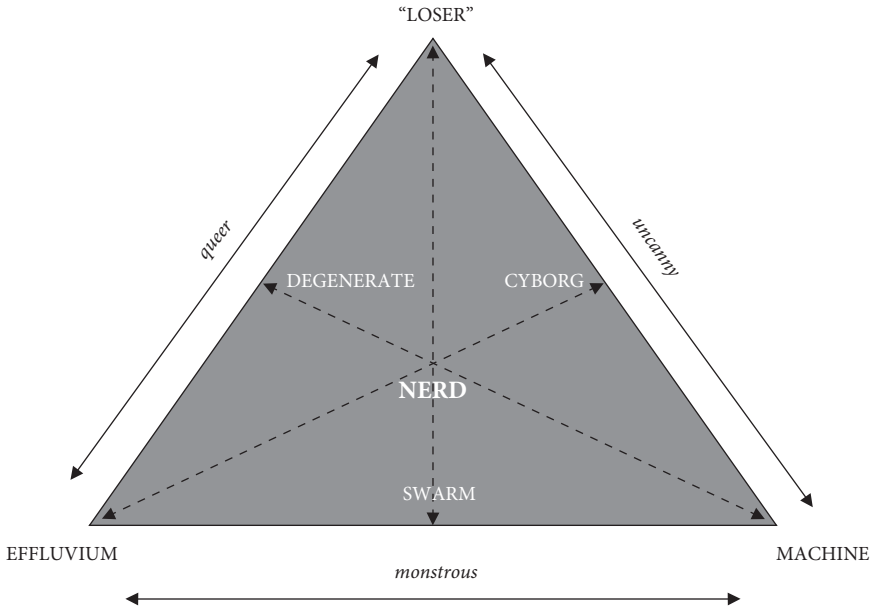 “LOSER”
queer
uncanny
DEGENERATE
CYBORG
NERD
SWARM
EFFLUVIUM
MACHINE
monstrous